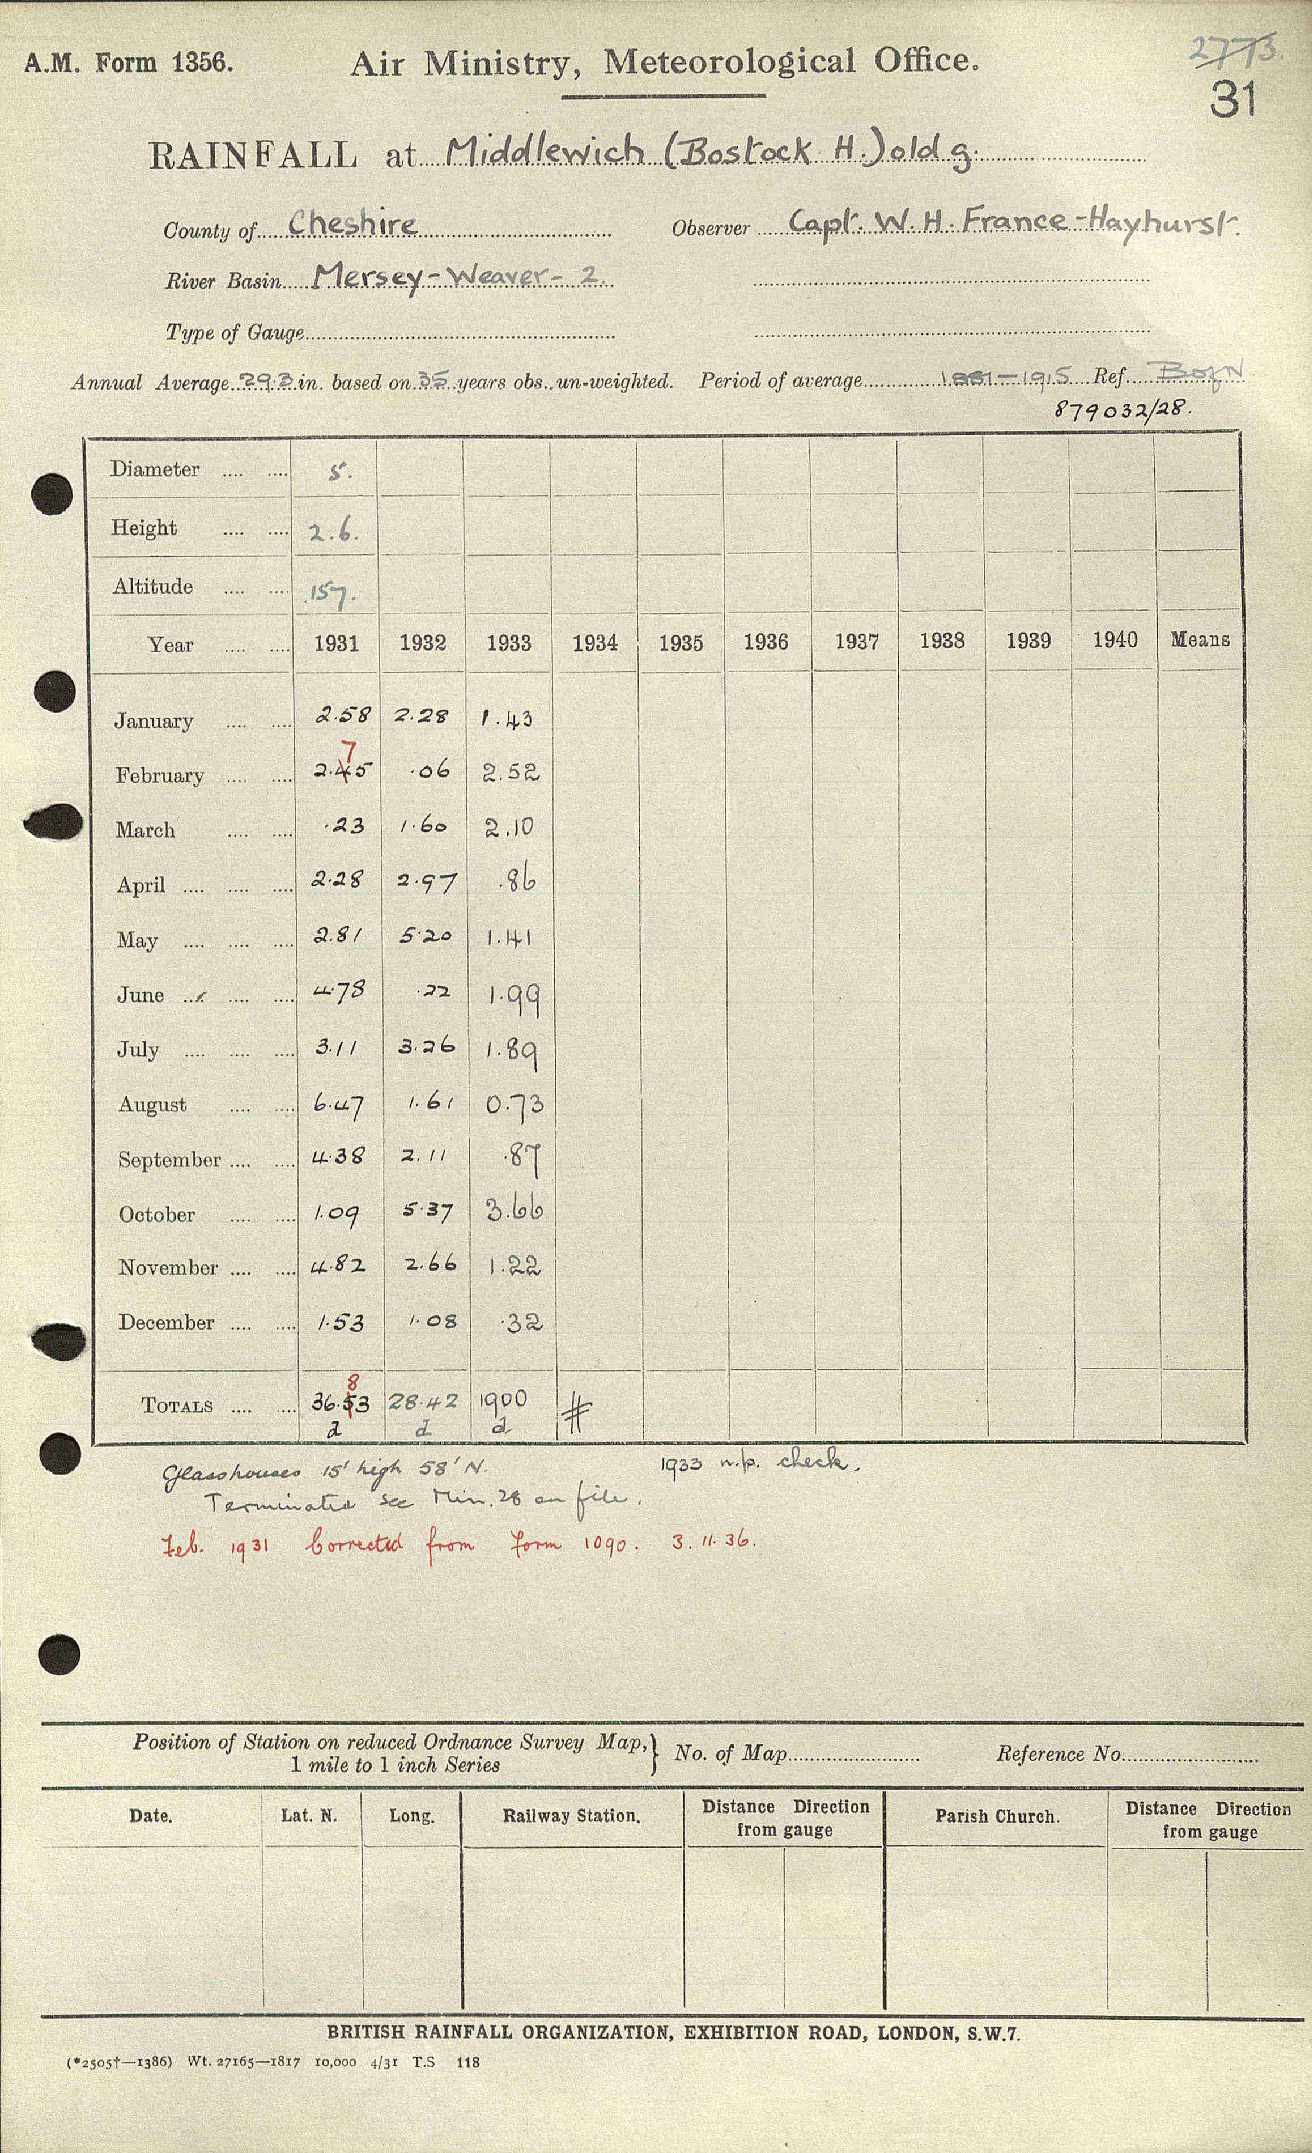 A.M. Form 1356.
Air Ministry, Meteorological Office.
2773.
31
RAINFALL at Middlewich (Bostock H.) old g.
County of Cheshire Observer Capt. W. H. France-Hayhurst.
River Basin Mersey-Weaver-2.
Type of Gauge
Annual Average 29.3 in. based on 35 years obs. un-weighted. Period of average 1881-1915 Ref.
879032/28.
Diameter 5.
Height 2.6.
Altitude 157.
Year 1931 1932 1933 1934 1935 1936 1937 1938 1939 1940 Means
January 2.58 2.28 1.43
7
February 2.45 .06 2.52
March .23 1.60 2.10
April 2.28 2.97 .86
May 2.81 5.20 1.41
June 4.78 .22 1.99
July 3.11 3.26 1.89
August 6.47 1.61 0.73
September 4.38 2.11 .87
October 1.09 5.37 3.66
November 4.82 2.66 1.22
December 1.53 1.08 .32
8
TOTALS 36.53 28.42 1900 #
d d d
Glasshouses 15' high 58' N. 1933 n.p. check.
Terminated see Min. 28 on file.
Feb. 1931 Corrected from Form 1090. 3.11.36.
Position of Station on reduced Ordnance Survey Map, } No. of Map Reference No.
1 mile to 1 inch Series
Date. Lat. N. Long. Railway Station. Distance Direction from gauge Parish Church. Distance Direction from gauge
BRITISH RAINFALL ORGANIZATION, EXHIBITION ROAD, LONDON, S.W.7.
(*2505†—1386) Wt. 27165—1817 10,000 4/31 T.S 118